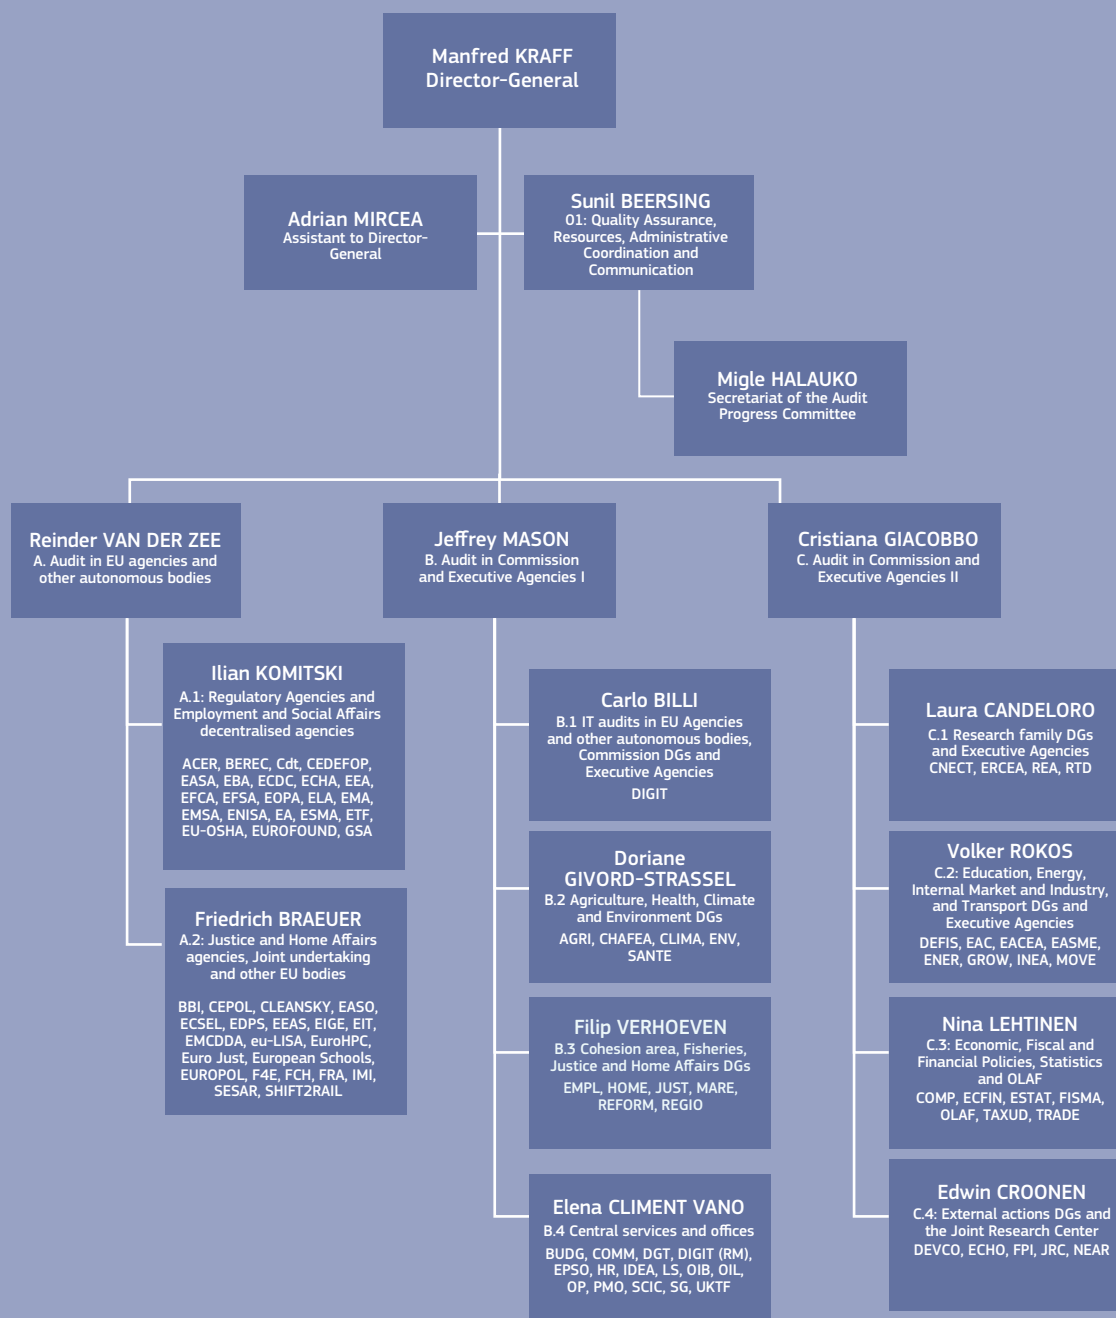 Manfred KRAFF
Director-General
Adrian MIRCEA
Assistant to Director-
General
Sunil BEERSING
01: Quality Assurance,
Resources, Administrative
Coordination and
Communication
Migle HALAUKO
Secretariat of the Audit
Progress Committee
Reinder VAN DER ZEE
A. Audit in EU agencies and
other autonomous bodies
Ilian KOMITSKI
A.1: Regulatory Agencies and
Employment and Social Affairs
decentralised agencies
ACER, BEREC, Cdt, CEDEFOP,
EASA, EBA, ECDC, ECHA, EEA,
EFCA, EFSA, EOPA, ELA, EMA,
EMSA, ENISA, EA, ESMA, ETF,
EU-OSHA, EUROFOUND, GSA
Friedrich BRAEUER
A.2: Justice and Home Affairs
agencies, Joint undertaking
and other EU bodies
BBI, CEPOL, CLEANSKY, EASO,
ECSEL, EDPS, EEAS, EIGE, EIT,
EMCDDA, eu-LISA, EuroHPC,
Euro Just, European Schools,
EUROPOL, F4E, FCH, FRA, IMI,
SESAR, SHIFT2RAIL
Jeffrey MASON
B. Audit in Commission
and Executive Agencies I
Carlo BILLI
B.1 IT audits in EU Agencies
and other autonomous bodies,
Commission DGs and
Executive Agencies
DIGIT
Doriane
GIVORD-STRASSEL
B.2 Agriculture, Health, Climate
and Environment DGs
AGRI, CHAFEA, CLIMA, ENV,
SANTE
Filip VERHOEVEN
B.3 Cohesion area, Fisheries,
Justice and Home Affairs DGs
EMPL, HOME, JUST, MARE,
REFORM, REGIO
Elena CLIMENT VANO
B.4 Central services and offices
BUDG, COMM, DGT, DIGIT (RM),
EPSO, HR, IDEA, LS, OIB, OIL,
OP, PMO, SCIC, SG, UKTF
Cristiana GIACOBBO
C. Audit in Commission and
Executive Agencies II
Laura CANDELORO
C.1 Research family DGs
and Executive Agencies
CNECT, ERCEA, REA, RTD
Volker ROKOS
C.2: Education, Energy,
Internal Market and Industry,
and Transport DGs and
Executive Agencies
DEFIS, EAC, EACEA, EASME,
ENER, GROW, INEA, MOVE
Nina LEHTINEN
C.3: Economic, Fiscal and
Financial Policies, Statistics
and OLAF
COMP, ECFIN, ESTAT, FISMA,
OLAF, TAXUD, TRADE
Edwin CROONEN
C.4: External actions DGs and
the Joint Research Center
DEVCO, ECHO, FPI, JRC, NEAR